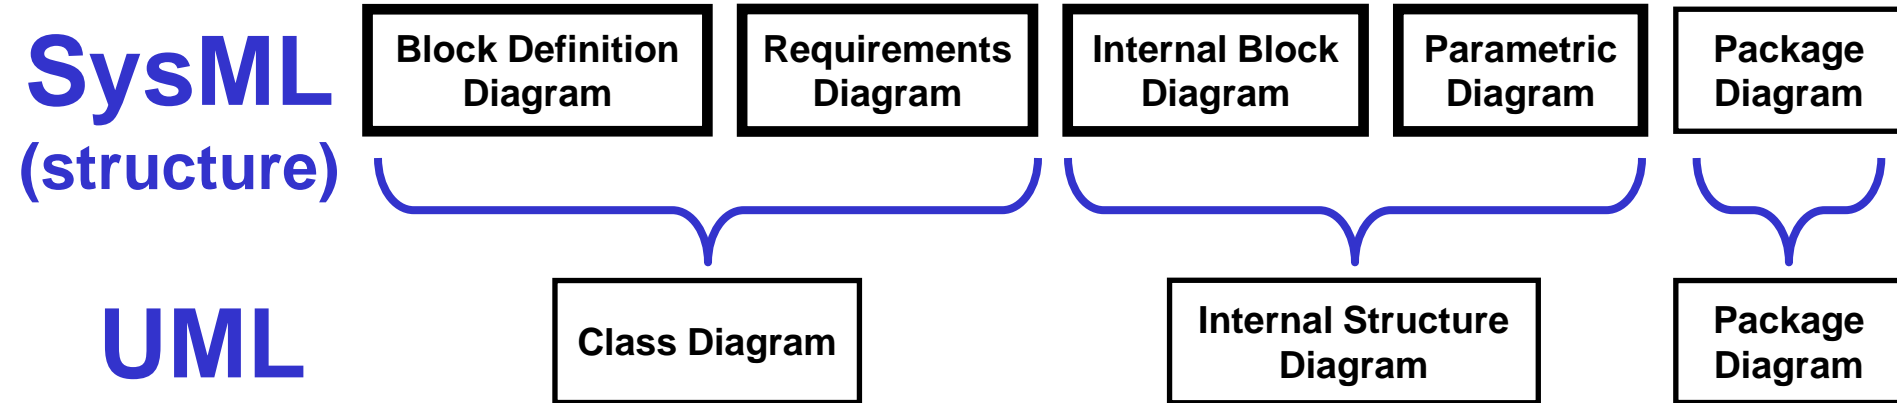 SysML
(structure)
Block Definition
Diagram
Requirements
Diagram
Internal Block
Diagram
Parametric
Diagram
Package
Diagram
UML
Class Diagram
Internal Structure
Diagram
Package
Diagram